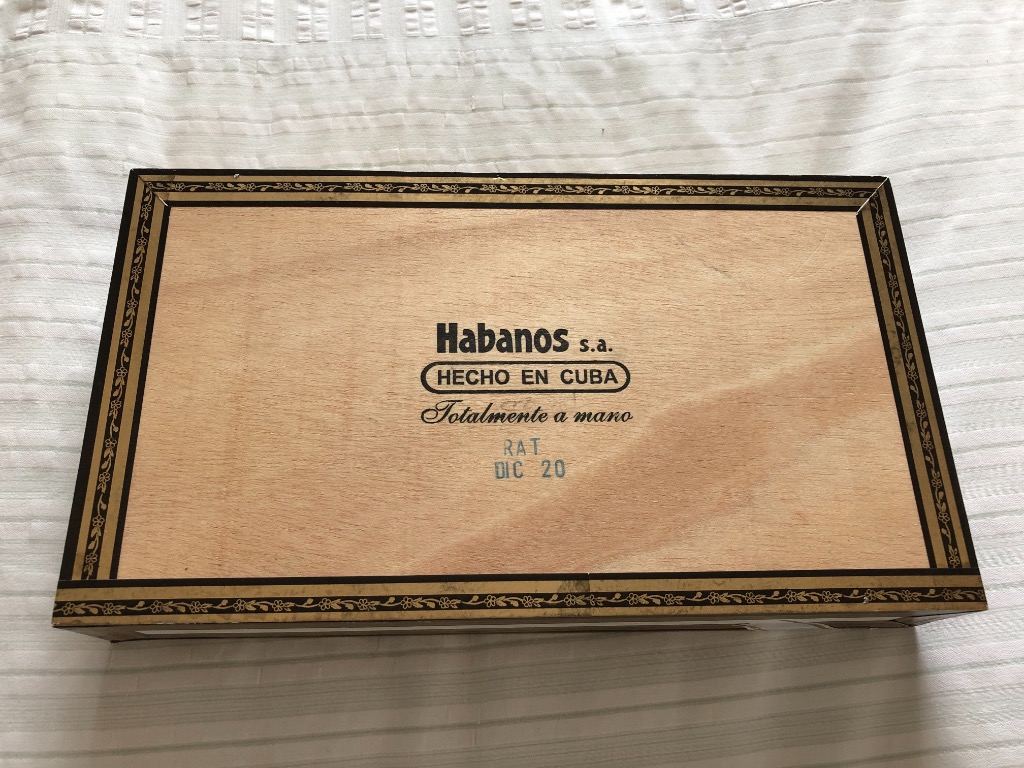 Habanos s.a.
HECHO EN CUBA
Totalmente a mano
RAT
DIC 20